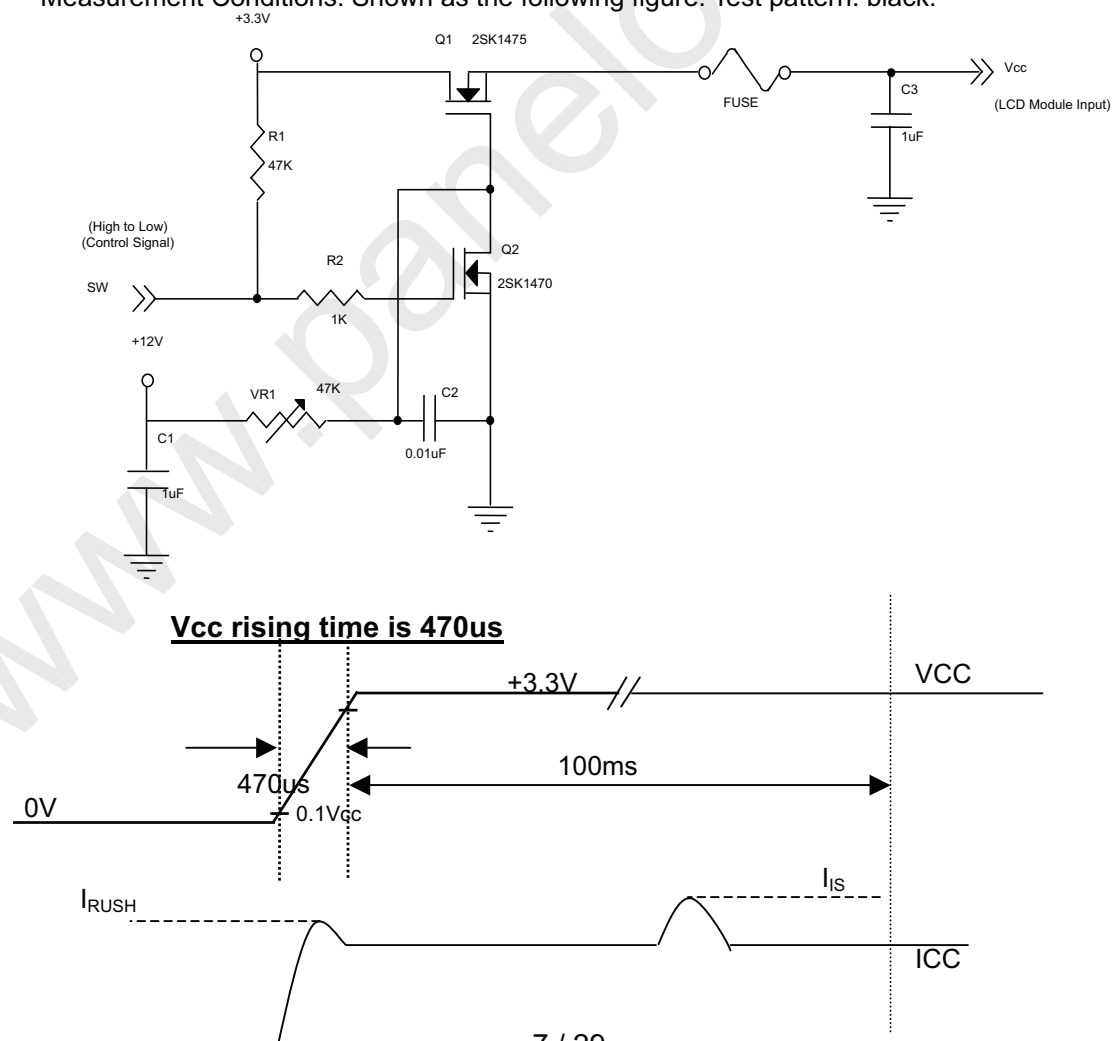 Measurement Conditions: Shown as the following figure. Test pattern: black.
+3.3V
Q1 2SK1475
Vcc
FUSE
C3
(LCD Module Input)
R1
1uF
47K
(High to Low)
(Control Signal)
R2
Q2
SW
2SK1470
1K
+12V
VR1
47K
C2
C1
0.01uF
1uF
Vcc rising time is 470us
+3.3V
VCC
100ms
470us
0V
0.1Vcc
IRUSH
IIS
ICC
7 / 29
www.panelo